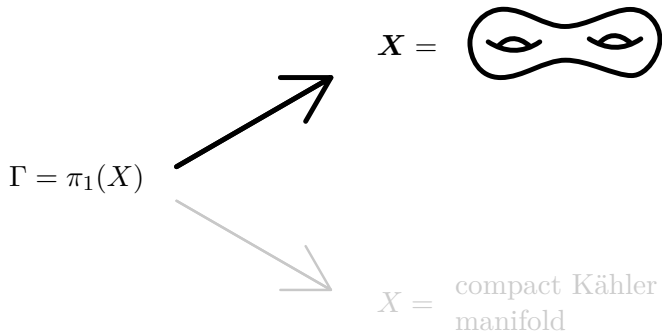 X =
Γ = π₁(X)
X = compact Kähler
manifold